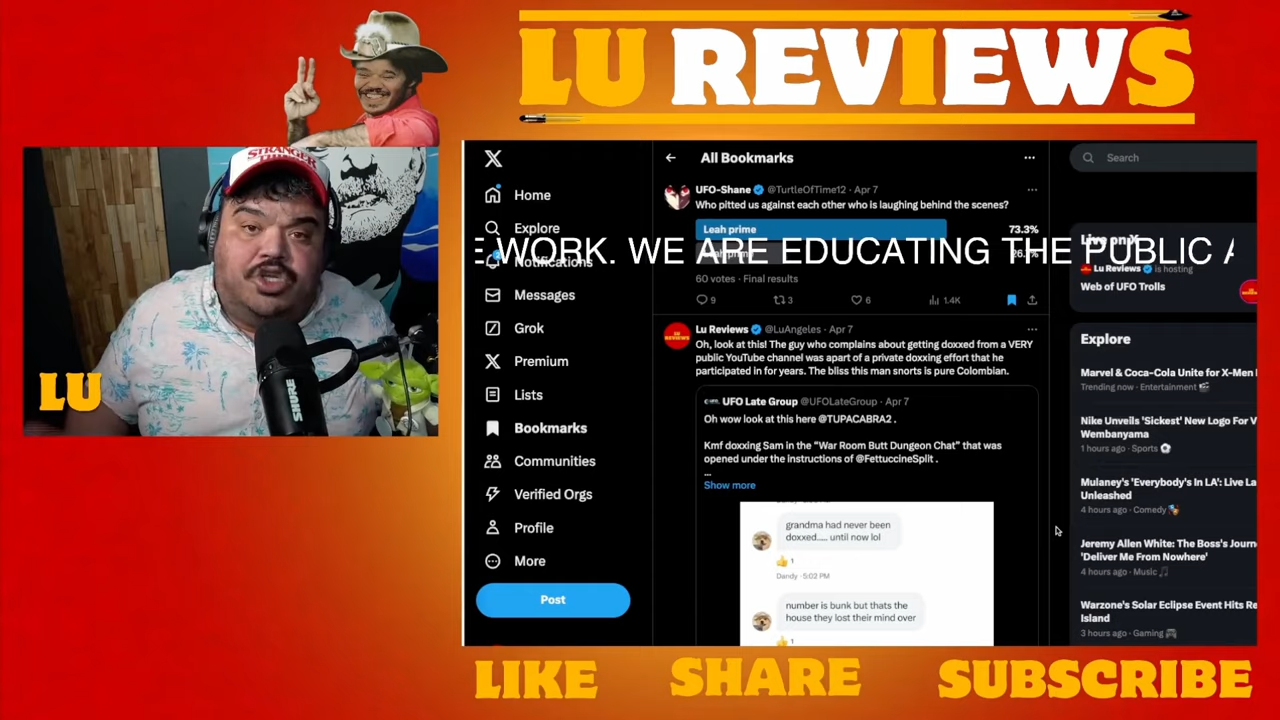 LU REVIEWS
STRANGER
LU
SHURE
X
Home
Explore
Notifications
Messages
Grok
Premium
Lists
Bookmarks
Communities
Verified Orgs
Profile
More
Post
All Bookmarks
UFO-Shane @TurtleOfTime12 · Apr 7
Who pitted us against each other who is laughing behind the scenes?
Leah prime
73.3%
E WORK. WE ARE EDUCATING THE PUBLIC A
60 votes · Final results
9
3
6
1.4K
Lu Reviews @LuAngeles · Apr 7
Oh, look at this! The guy who complains about getting doxxed from a VERY
public YouTube channel was apart of a private doxxing effort that he
participated in for years. The bliss this man snorts is pure Colombian.
UFO Late Group @UFOLateGroup · Apr 7
Oh wow look at this here @TUPACABRA2 .
Kmf doxxing Sam in the “War Room Butt Dungeon Chat” that was
opened under the instructions of @FettuccineSplit .
...
Show more
grandma had never been
doxxed..... until now lol
1
Dandy · 5:02 PM
number is bunk but thats the
house they lost their mind over
1
Search
Live on X
Lu Reviews is hosting
Web of UFO Trolls
Explore
Marvel & Coca-Cola Unite for X-Men
Trending now · Entertainment
Nike Unveils 'Sickest' New Logo For V
Wembanyama
1 hours ago · Sports
Mulaney's 'Everybody's In LA': Live La
Unleashed
4 hours ago · Comedy
Jeremy Allen White: The Boss's Journ
'Deliver Me From Nowhere'
4 hours ago · Music
Warzone's Solar Eclipse Event Hits Re
Island
3 hours ago · Gaming
LIKE SHARE SUBSCRIBE